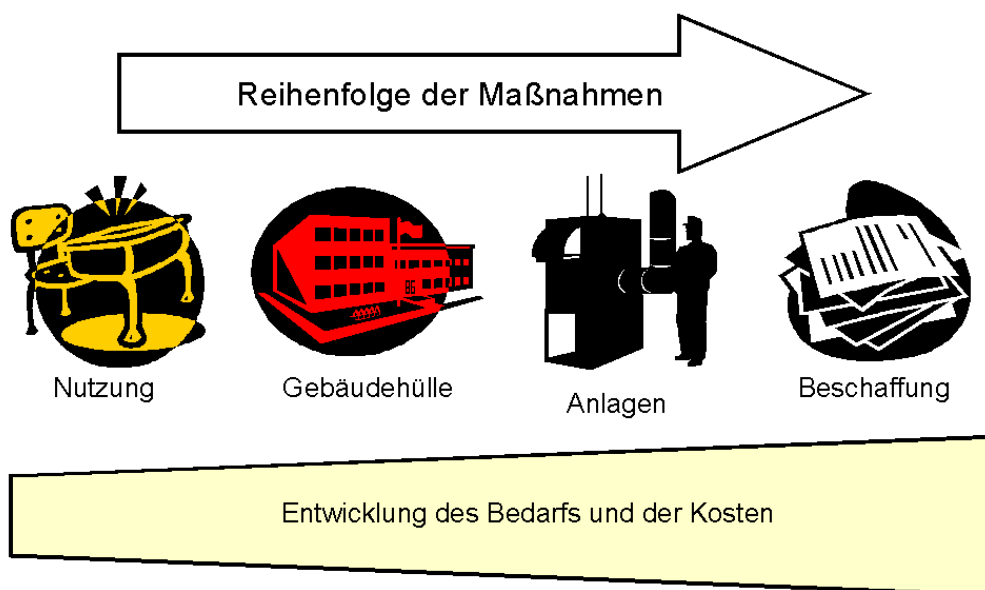 Reihenfolge der Maßnahmen
Nutzung
Gebäudehülle
Anlagen
Beschaffung
Entwicklung des Bedarfs und der Kosten